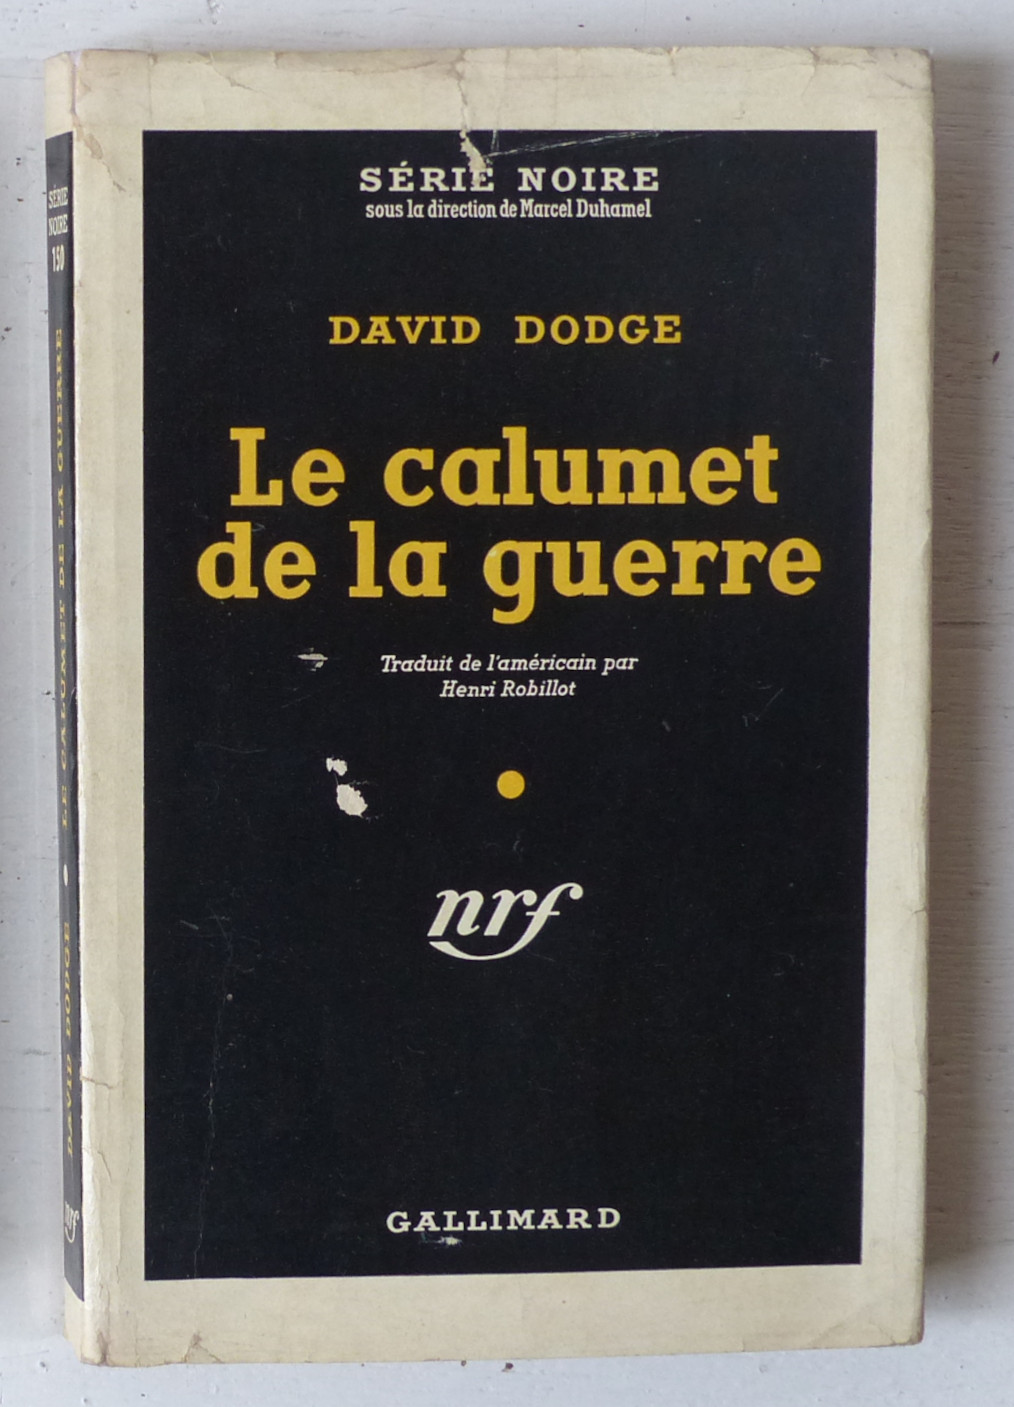 SÉRIE NOIRE
sous la direction de Marcel Duhamel
DAVID DODGE
Le calumet
de la guerre
Traduit de l'américain par
Henri Robillot
nrf
GALLIMARD
SÉRIE
NOIRE
150
DAVID DODGE • LE CALUMET DE LA GUERRE
nrf